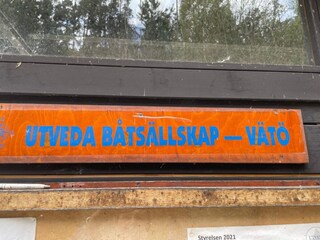 UTVEDA BÅTSÄLLSKAP — VÄTÖ
Styrelsen 2021